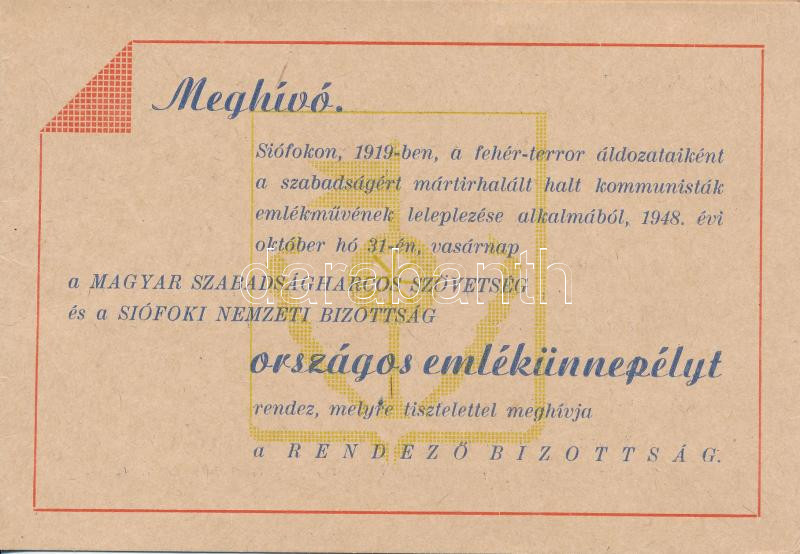 Meghívó.
Siófokon, 1919-ben, a fehér-terror áldozataiként
a szabadságért mártirhalált halt kommunisták
emlékművének leleplezése alkalmából, 1948. évi
október hó 31-én, vasárnap
a MAGYAR SZABADSÁGHARCOS SZÖVETSÉG
és a SIÓFOKI NEMZETI BIZOTTSÁG
országos emlékünnepélyt
rendez, melyre tisztelettel meghívja
a RENDEZŐ BIZOTTSÁG.
darabanth